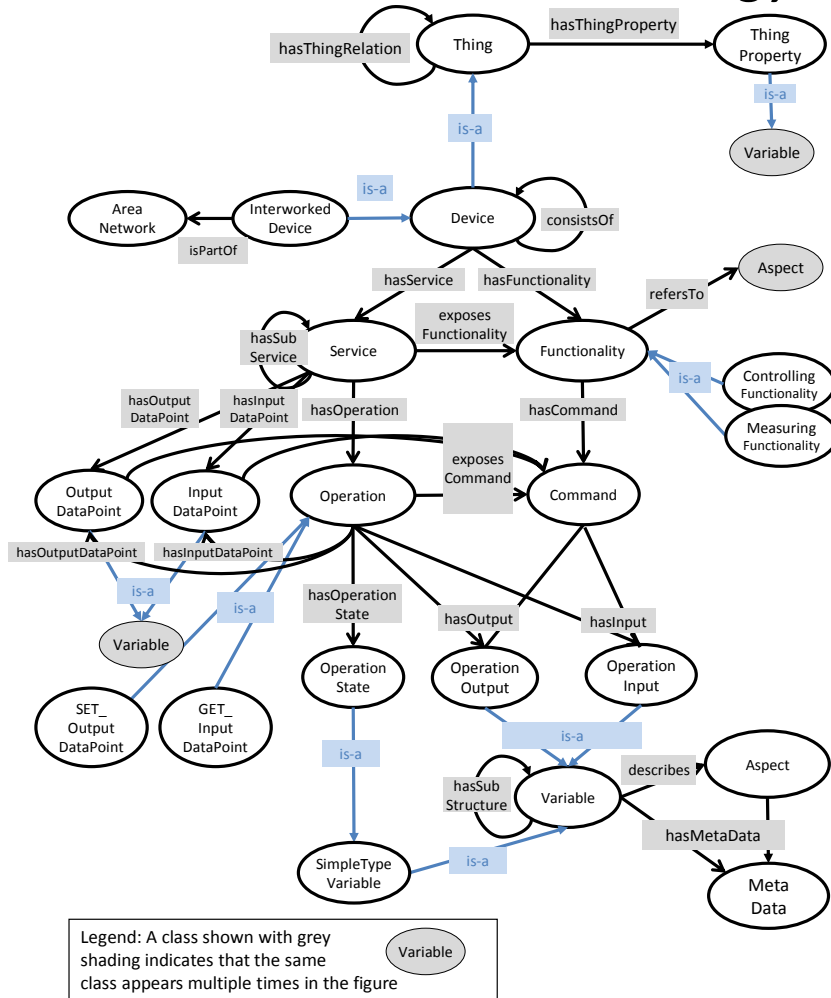 hasThingRelation
Thing
hasThingProperty
Thing
Property
is-a
is-a
Variable
Area
Network
Interworked
Device
is-a
isPartOf
Device
consistsOf
hasService
hasFunctionality
refersTo
Aspect
hasSub
Service
Service
exposes
Functionality
Functionality
is-a
Controlling
Functionality
Measuring
Functionality
hasOutput
DataPoint
hasInput
DataPoint
hasOperation
hasCommand
Output
DataPoint
Input
DataPoint
Operation
exposes
Command
Command
hasOutputDataPoint
hasInputDataPoint
is-a
is-a
Variable
hasOperation
State
hasOutput
hasInput
SET_
Output
DataPoint
GET_
Input
DataPoint
Operation
State
Operation
Output
Operation
Input
is-a
is-a
hasSub
Structure
Variable
describes
Aspect
hasMetaData
SimpleType
Variable
is-a
Meta
Data
Legend: A class shown with grey
shading indicates that the same
class appears multiple times in the figure
Variable